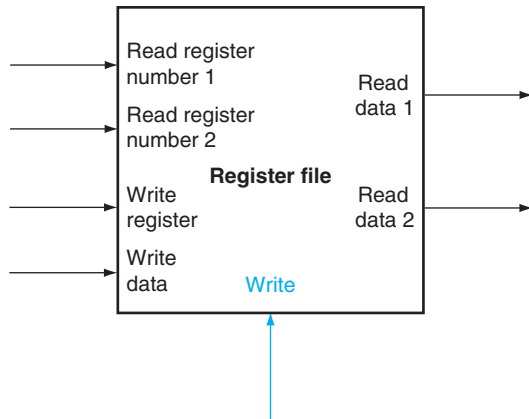 Read register
number 1
Read register
number 2
Read
data 1
Register file
Write
register
Read
data 2
Write
data
Write